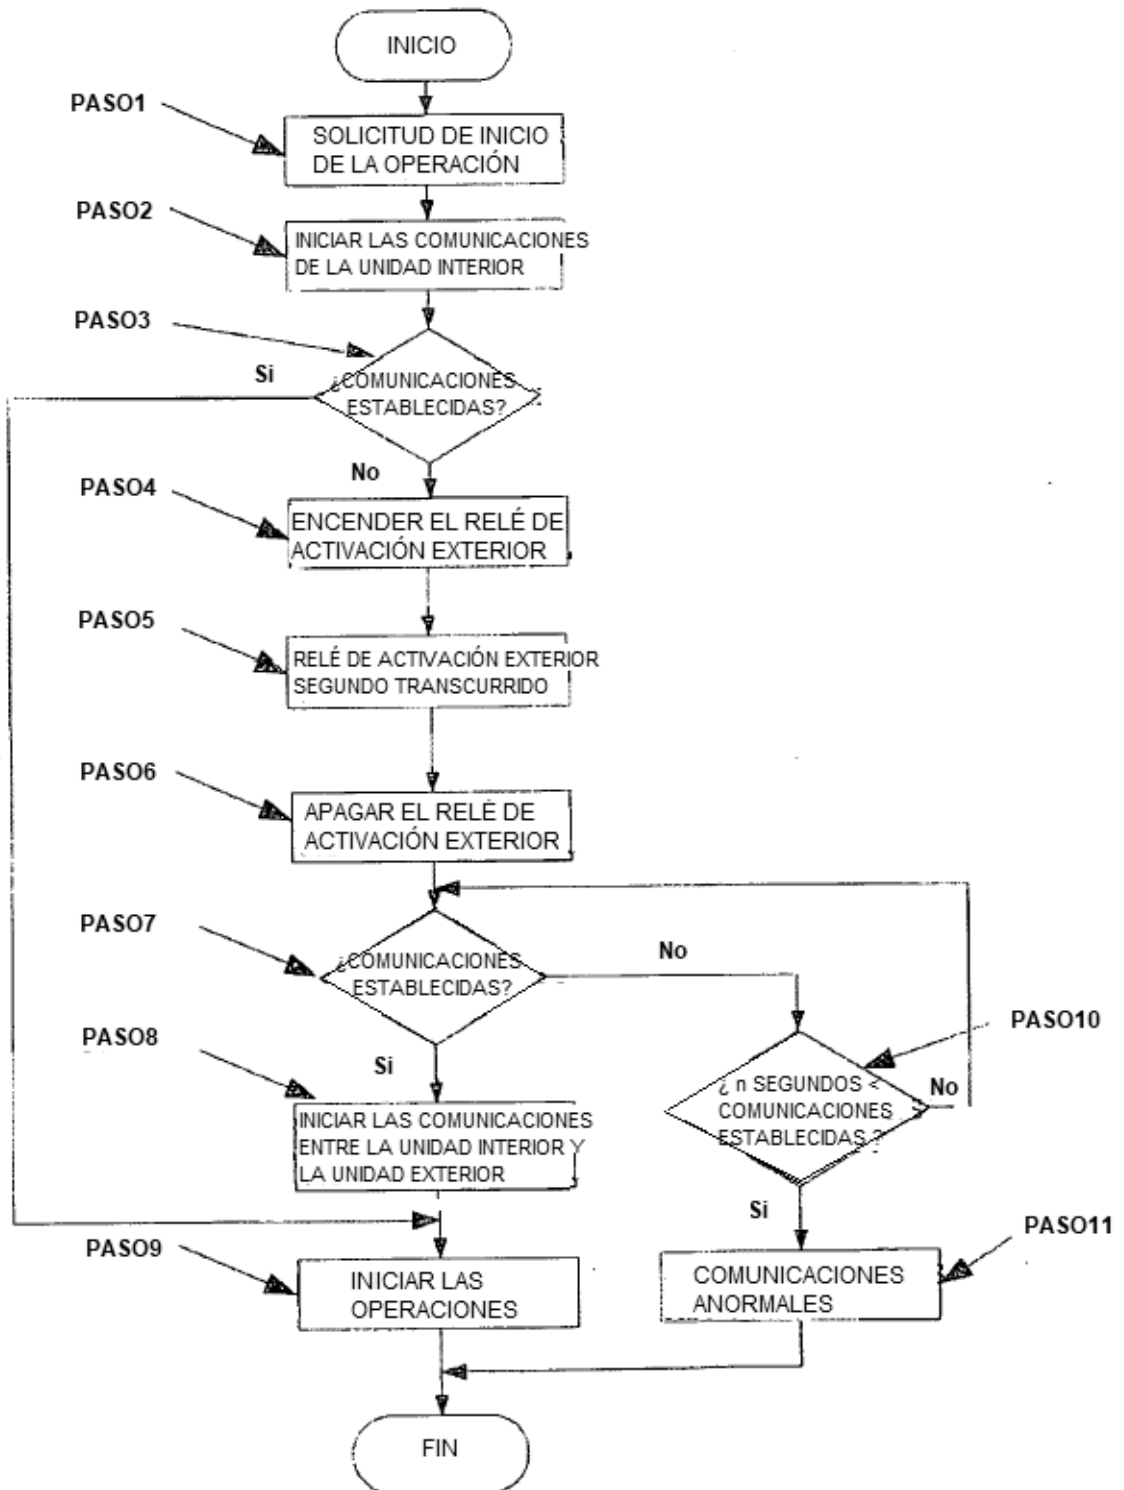 INICIO
PASO1
SOLICITUD DE INICIO
DE LA OPERACIÓN
PASO2
INICIAR LAS COMUNICACIONES
DE LA UNIDAD INTERIOR
PASO3
Si
¿COMUNICACIONES
ESTABLECIDAS?
No
PASO4
ENCENDER EL RELÉ DE
ACTIVACIÓN EXTERIOR
PASO5
RELÉ DE ACTIVACIÓN EXTERIOR
SEGUNDO TRANSCURRIDO
PASO6
APAGAR EL RELÉ DE
ACTIVACIÓN EXTERIOR
PASO7
¿COMUNICACIONES
ESTABLECIDAS?
No
PASO8
Si
INICIAR LAS COMUNICACIONES
ENTRE LA UNIDAD INTERIOR Y
LA UNIDAD EXTERIOR
PASO10
¿ n SEGUNDOS <
COMUNICACIONES
ESTABLECIDAS ?
No
Si
PASO9
INICIAR LAS
OPERACIONES
PASO11
COMUNICACIONES
ANORMALES
FIN